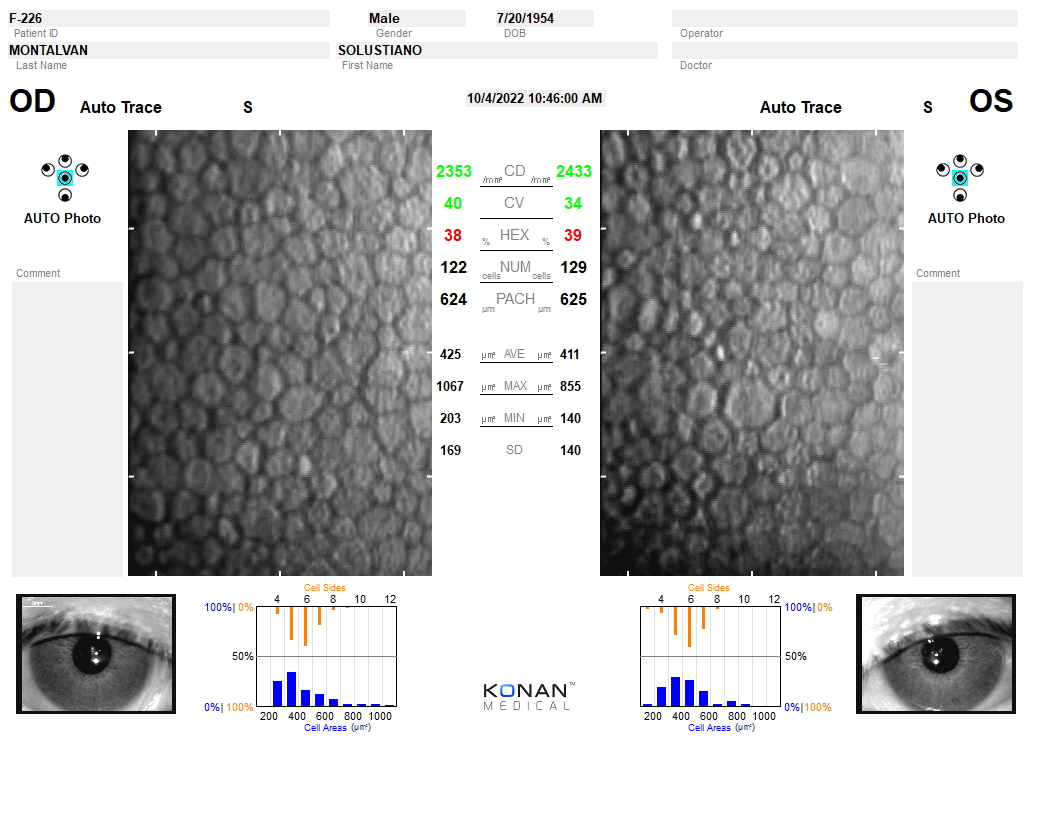 F-226 Male 7/20/1954
Patient ID Gender DOB Operator
MONTALVAN SOLUSTIANO
Last Name First Name Doctor
OD Auto Trace S 10/4/2022 10:46:00 AM Auto Trace S OS
2353 /mm² CD /mm² 2433
40 CV 34
AUTO Photo AUTO Photo
38 % HEX % 39
122 cells NUM cells 129
Comment Comment
624 µm PACH µm 625
425 µm² AVE µm² 411
1067 µm² MAX µm² 855
203 µm² MIN µm² 140
169 SD 140
Cell Sides Cell Sides
4 6 8 10 12 4 6 8 10 12
100%| 0% 100%| 0%
50% 50%
KONAN™
MEDICAL
0%| 100% 0%| 100%
200 400 600 800 1000 200 400 600 800 1000
Cell Areas (µm²) Cell Areas (µm²)